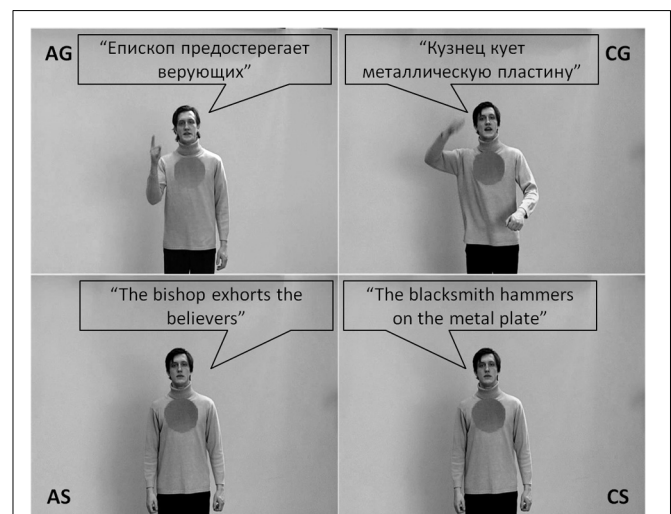 AG
“Епископ предостерегает
верующих”
“Кузнец кует
металлическую пластину”
CG
“The bishop exhorts the
believers”
“The blacksmith hammers
on the metal plate”
AS
CS